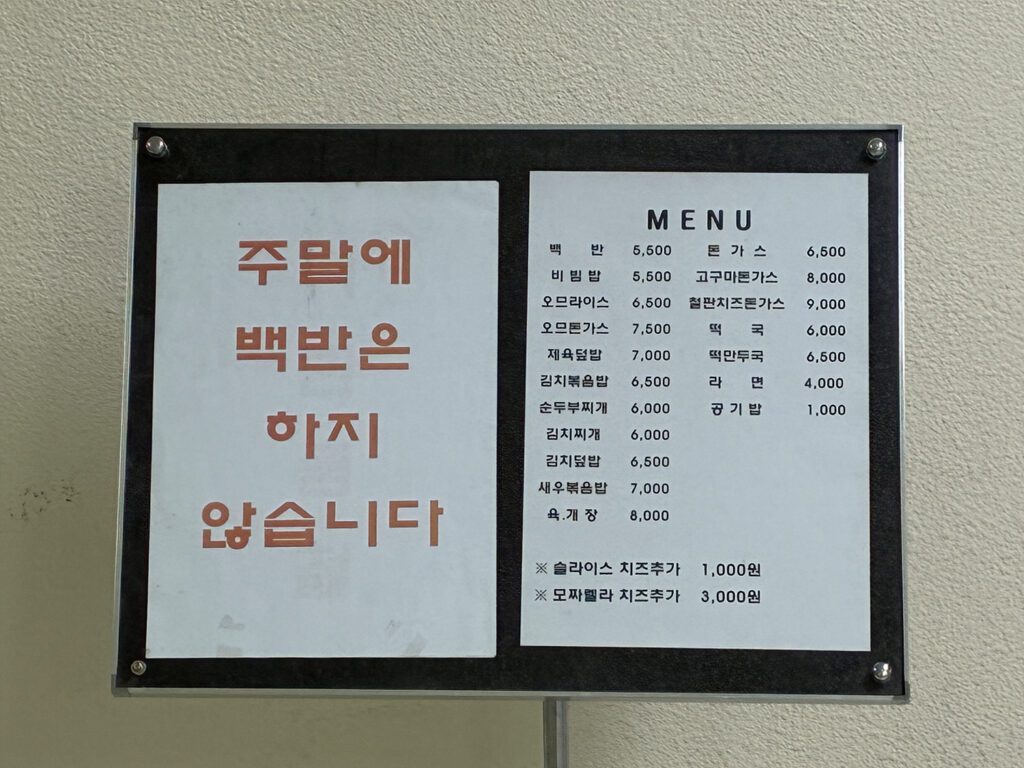 주말에
백반은
하지
않습니다
MENU
백 반 5,500 돈 가 스 6,500
비 빔 밥 5,500 고구마돈가스 8,000
오므라이스 6,500 철판치즈돈가스 9,000
오므돈가스 7,500 떡 국 6,000
제육덮밥 7,000 떡만두국 6,500
김치볶음밥 6,500 라 면 4,000
순두부찌개 6,000 공 기 밥 1,000
김치찌개 6,000
김치덮밥 6,500
새우볶음밥 7,000
육.개 장 8,000
※ 슬라이스 치즈추가 1,000원
※ 모짜렐라 치즈추가 3,000원